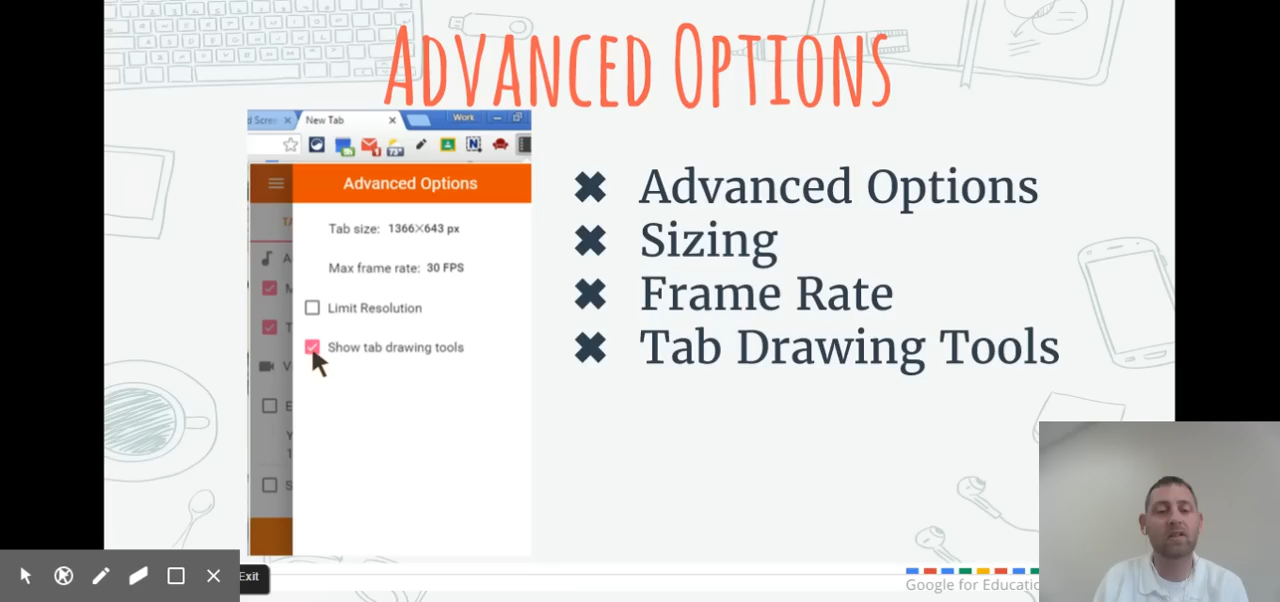 ADVANCED OPTIONS
New Tab
Work
73°
Advanced Options
Tab size: 1366×643 px
Max frame rate: 30 FPS
Limit Resolution
Show tab drawing tools
✖ Advanced Options
✖ Sizing
✖ Frame Rate
✖ Tab Drawing Tools
Exit
Google for Educatio